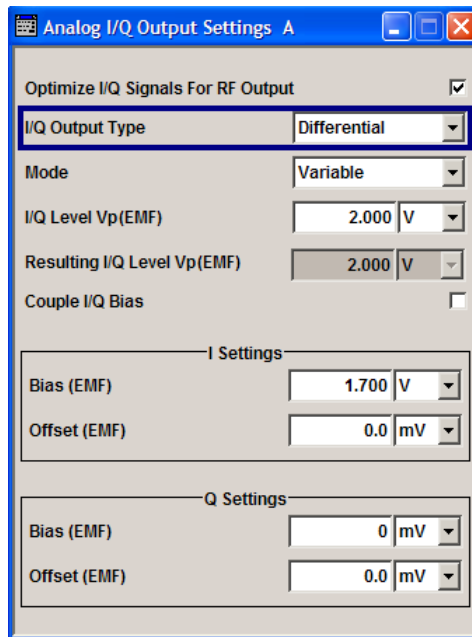 Analog I/Q Output Settings A
Optimize I/Q Signals For RF Output
I/Q Output Type Differential
Mode Variable
I/Q Level Vp(EMF) 2.000 V
Resulting I/Q Level Vp(EMF) 2.000 V
Couple I/Q Bias
I Settings
Bias (EMF) 1.700 V
Offset (EMF) 0.0 mV
Q Settings
Bias (EMF) 0 mV
Offset (EMF) 0.0 mV